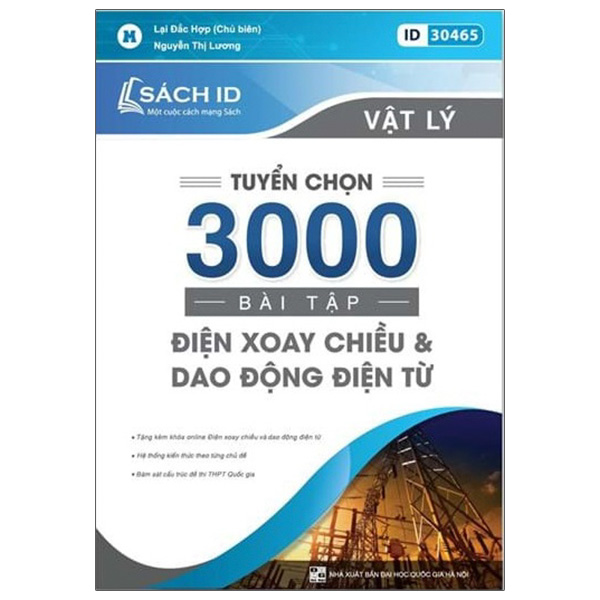 M
Lại Đắc Hợp (Chủ biên)
Nguyễn Thị Lương
ID 30465
SÁCH ID
Một cuộc cách mạng Sách
VẬT LÝ
TUYỂN CHỌN
3000
BÀI TẬP
ĐIỆN XOAY CHIỀU &
DAO ĐỘNG ĐIỆN TỪ
• Tặng kèm khóa online Điện xoay chiều và dao động điện từ
• Hệ thống kiến thức theo từng chủ đề
• Bám sát cấu trúc đề thi THPT Quốc gia
NHÀ XUẤT BẢN ĐẠI HỌC QUỐC GIA HÀ NỘI